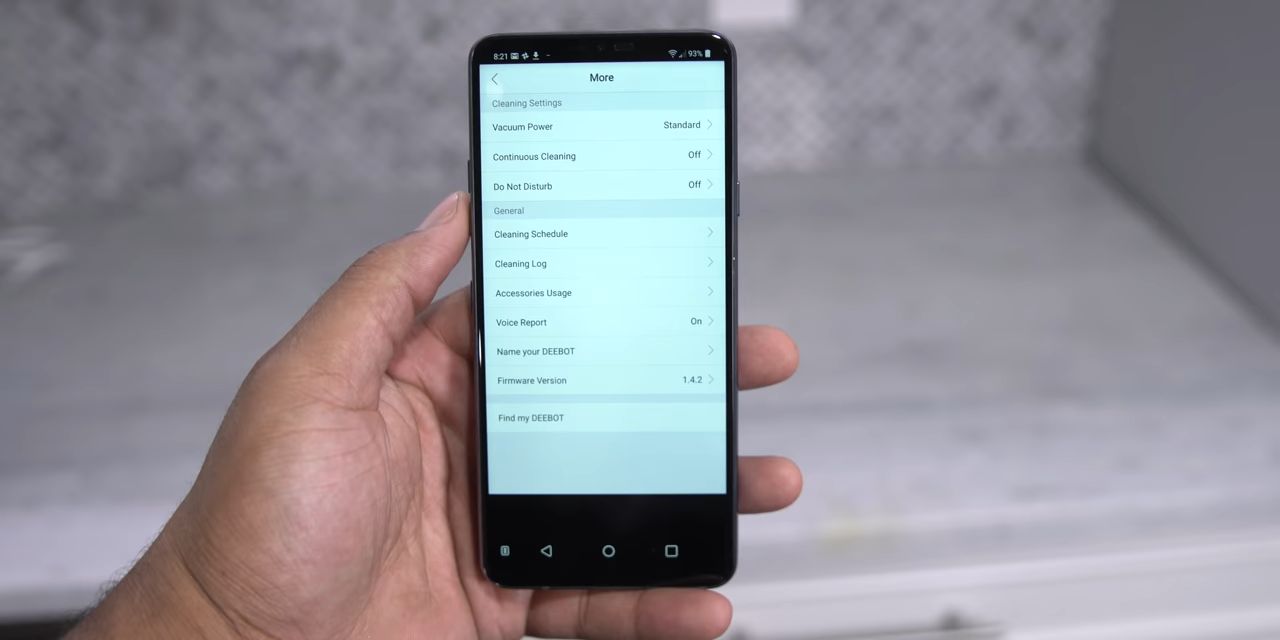 8:21 93%
More
Cleaning Settings
Vacuum Power Standard
Continuous Cleaning Off
Do Not Disturb Off
General
Cleaning Schedule
Cleaning Log
Accessories Usage
Voice Report On
Name your DEEBOT
Firmware Version 1.4.2
Find my DEEBOT